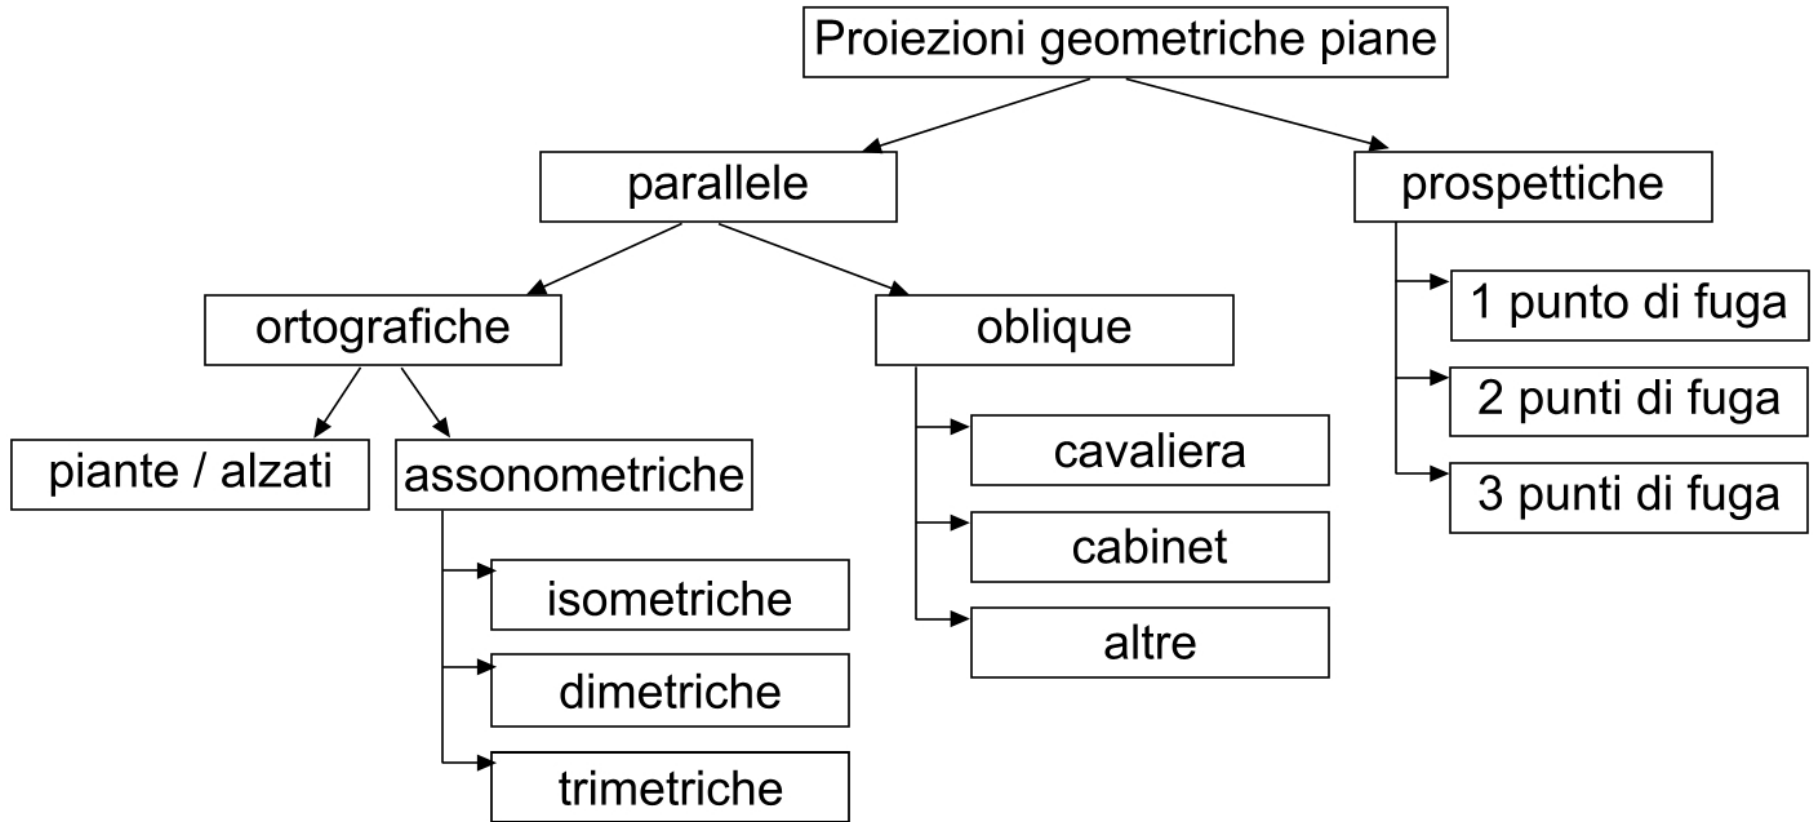 Proiezioni geometriche piane
parallele
prospettiche
ortografiche
oblique
1 punto di fuga
2 punti di fuga
3 punti di fuga
piante / alzati
assonometriche
cavaliera
cabinet
altre
isometriche
dimetriche
trimetriche